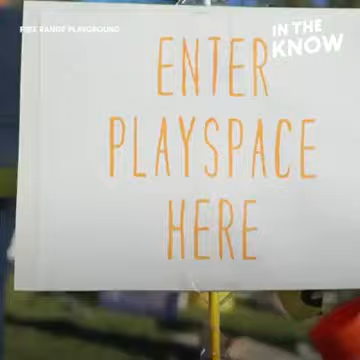 FREE RANGE PLAYGROUND
IN THE
KNOW
ENTER
PLAYSPACE
HERE